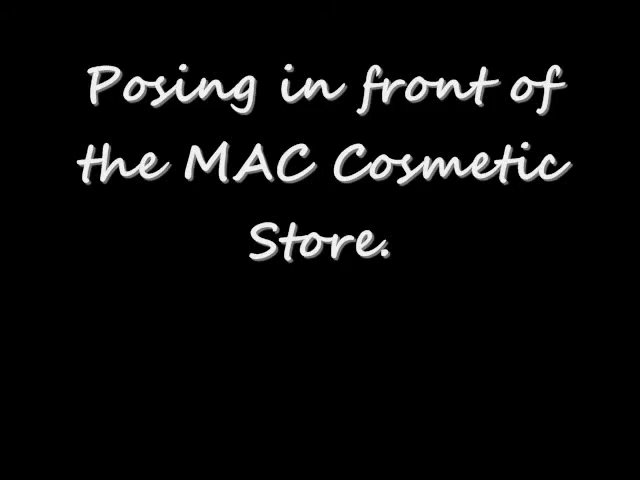 Posing in front of
the MAC Cosmetic
Store.